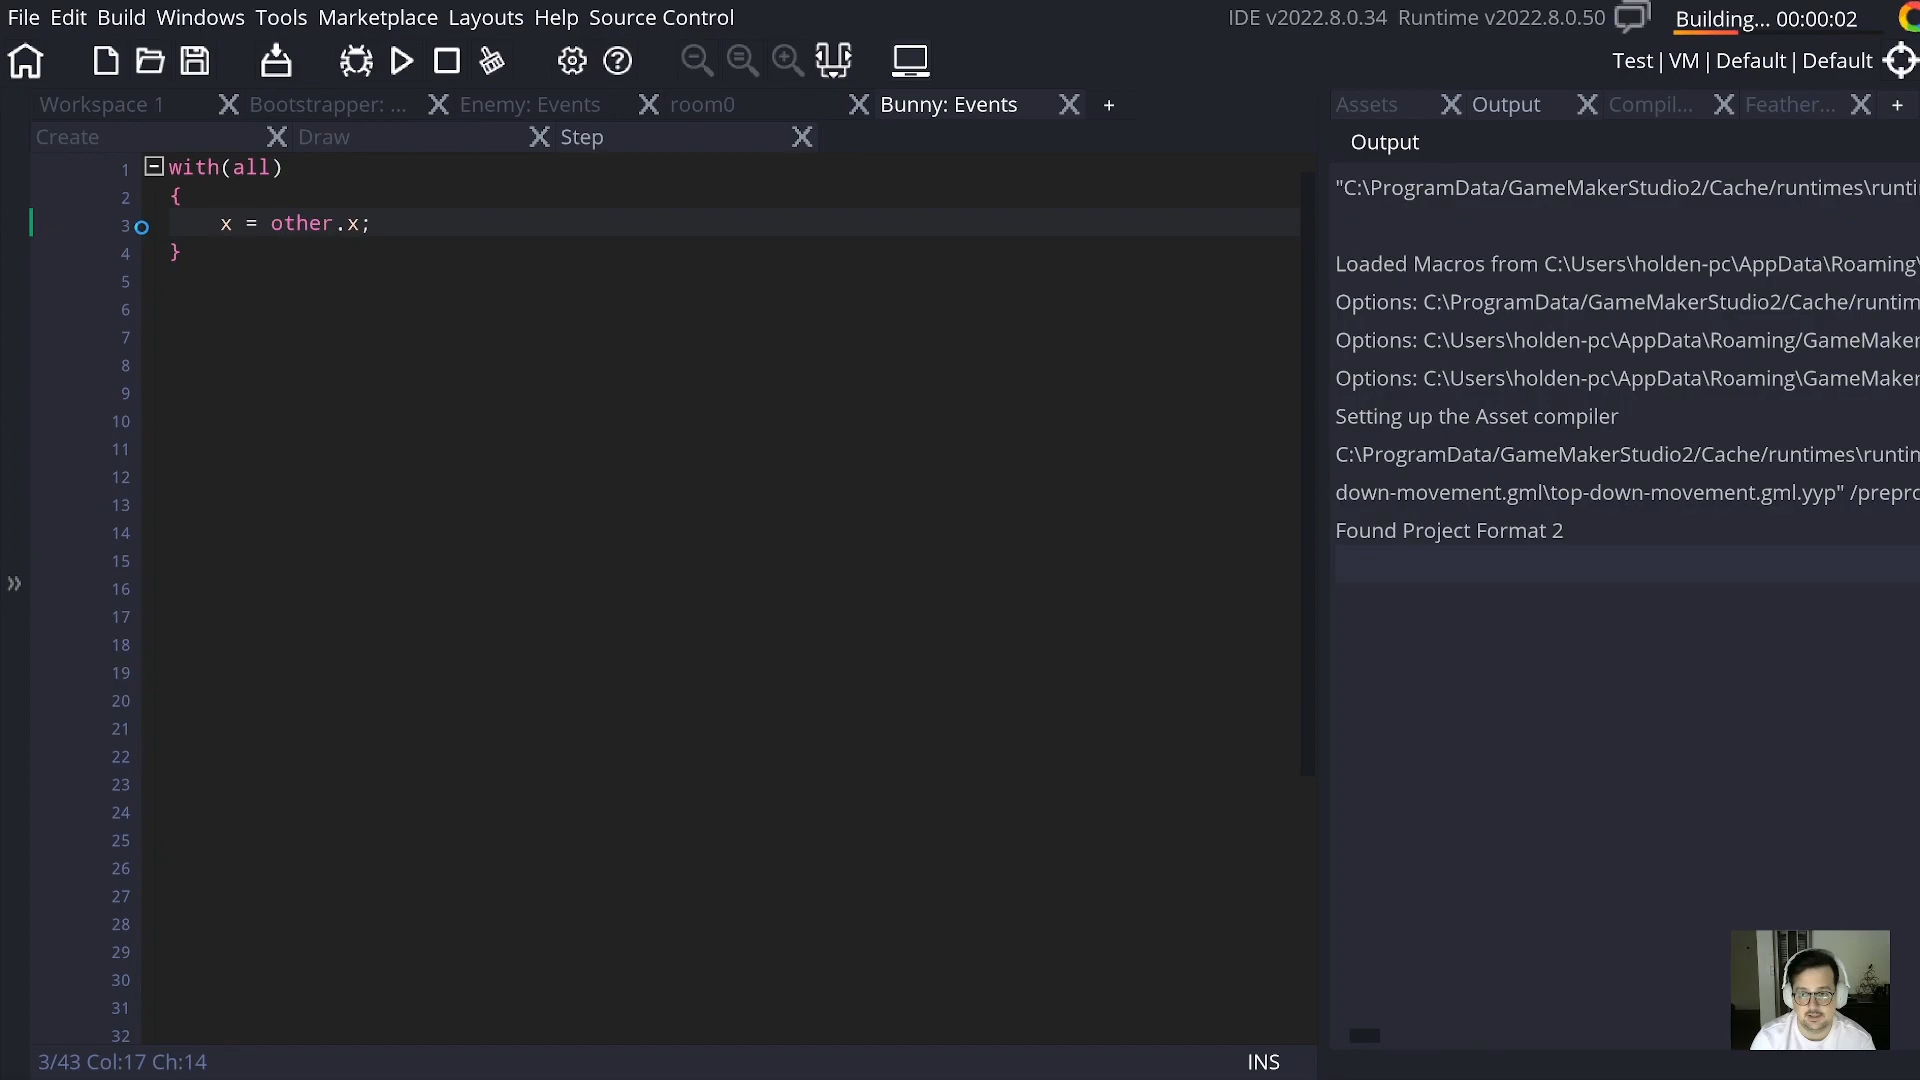 File Edit Build Windows Tools Marketplace Layouts Help Source Control
IDE v2022.8.0.34 Runtime v2022.8.0.50
Building... 00:00:02
Test | VM | Default | Default
Workspace 1
Bootstrapper: ...
Enemy: Events
room0
Bunny: Events
+
Create
Draw
Step
1 with(all)
2 {
3 x = other.x;
4 }
5
6
7
8
9
10
11
12
13
14
15
16
17
18
19
20
21
22
23
24
25
26
27
28
29
30
31
32
3/43 Col:17 Ch:14
INS
Assets
Output
Compil...
Feather...
+
Output
"C:\ProgramData/GameMakerStudio2/Cache/runtimes\runti
Loaded Macros from C:\Users\holden-pc\AppData\Roaming\
Options: C:\ProgramData/GameMakerStudio2/Cache/runtim
Options: C:\Users\holden-pc\AppData\Roaming/GameMaker
Options: C:\Users\holden-pc\AppData\Roaming\GameMaker
Setting up the Asset compiler
C:\ProgramData/GameMakerStudio2/Cache/runtimes\runtin
down-movement.gml\top-down-movement.gml.yyp" /prepro
Found Project Format 2